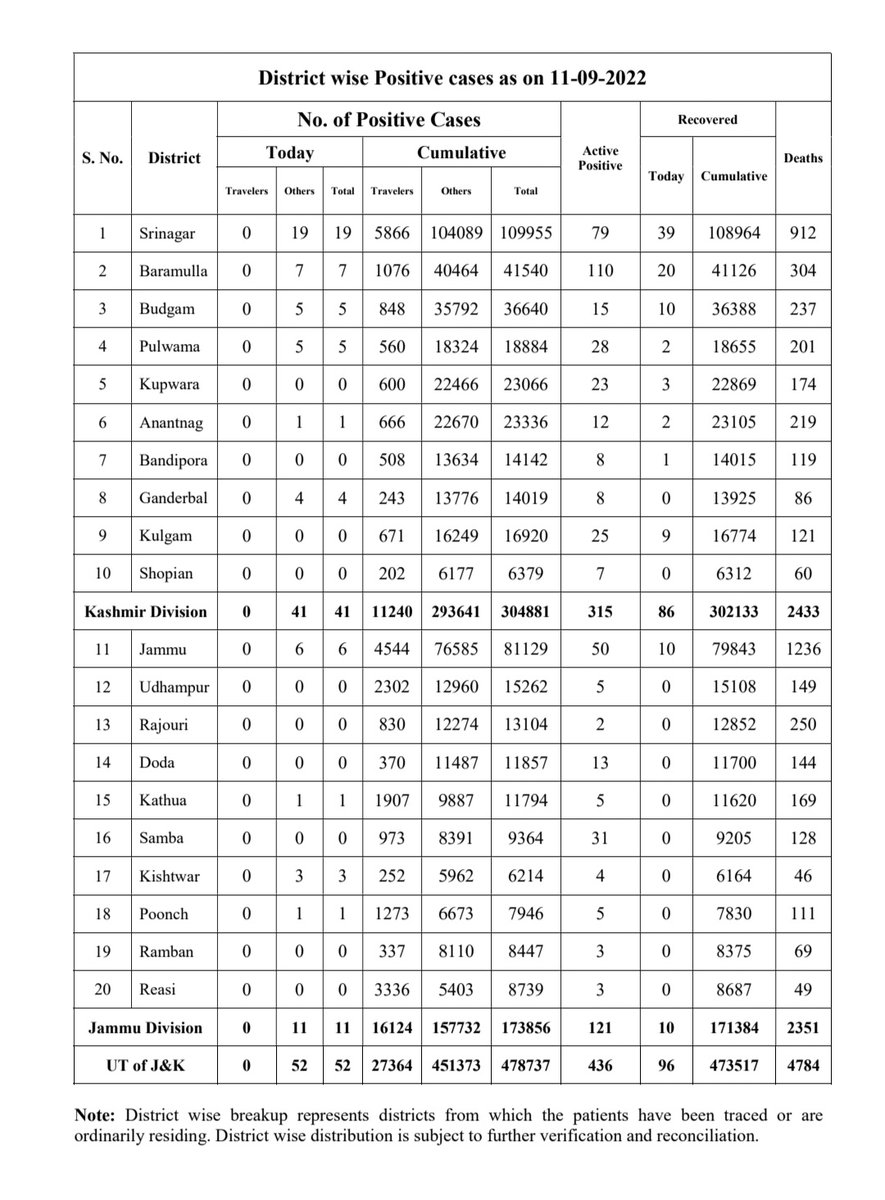 District wise Positive cases as on 11-09-2022
S. No. District No. of Positive Cases Active Positive Recovered Deaths
Today Cumulative Today Cumulative
Travelers Others Total Travelers Others Total
1 Srinagar 0 19 19 5866 104089 109955 79 39 108964 912
2 Baramulla 0 7 7 1076 40464 41540 110 20 41126 304
3 Budgam 0 5 5 848 35792 36640 15 10 36388 237
4 Pulwama 0 5 5 560 18324 18884 28 2 18655 201
5 Kupwara 0 0 0 600 22466 23066 23 3 22869 174
6 Anantnag 0 1 1 666 22670 23336 12 2 23105 219
7 Bandipora 0 0 0 508 13634 14142 8 1 14015 119
8 Ganderbal 0 4 4 243 13776 14019 8 0 13925 86
9 Kulgam 0 0 0 671 16249 16920 25 9 16774 121
10 Shopian 0 0 0 202 6177 6379 7 0 6312 60
Kashmir Division 0 41 41 11240 293641 304881 315 86 302133 2433
11 Jammu 0 6 6 4544 76585 81129 50 10 79843 1236
12 Udhampur 0 0 0 2302 12960 15262 5 0 15108 149
13 Rajouri 0 0 0 830 12274 13104 2 0 12852 250
14 Doda 0 0 0 370 11487 11857 13 0 11700 144
15 Kathua 0 1 1 1907 9887 11794 5 0 11620 169
16 Samba 0 0 0 973 8391 9364 31 0 9205 128
17 Kishtwar 0 3 3 252 5962 6214 4 0 6164 46
18 Poonch 0 1 1 1273 6673 7946 5 0 7830 111
19 Ramban 0 0 0 337 8110 8447 3 0 8375 69
20 Reasi 0 0 0 3336 5403 8739 3 0 8687 49
Jammu Division 0 11 11 16124 157732 173856 121 10 171384 2351
UT of J&K 0 52 52 27364 451373 478737 436 96 473517 4784
Note: District wise breakup represents districts from which the patients have been traced or are
ordinarily residing. District wise distribution is subject to further verification and reconciliation.